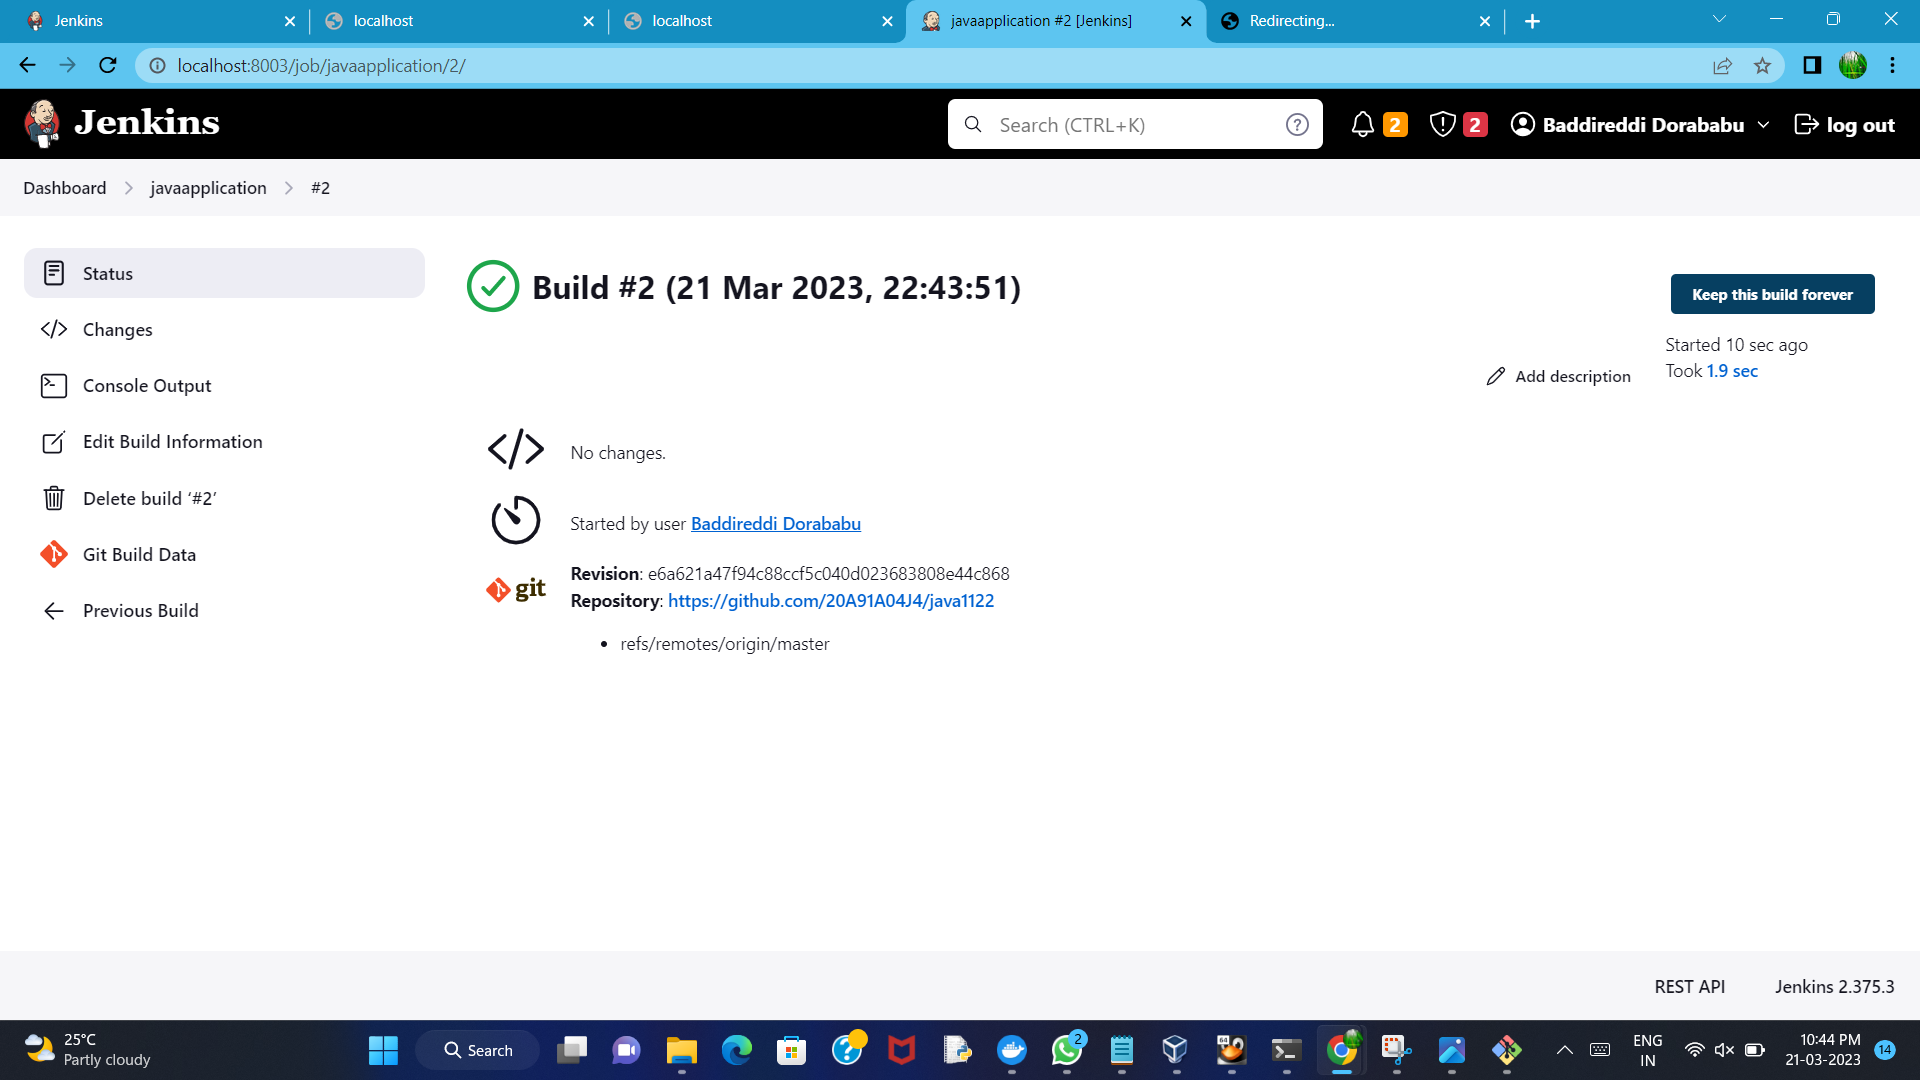 Jenkins
localhost
localhost
javaapplication #2 [Jenkins]
Redirecting...
localhost:8003/job/javaapplication/2/
Jenkins
Search (CTRL+K)
2
2
Baddireddi Dorababu
log out
Dashboard
javaapplication
#2
Status
Changes
Console Output
Edit Build Information
Delete build ‘#2’
Git Build Data
Previous Build
Build #2 (21 Mar 2023, 22:43:51)
Keep this build forever
Started 10 sec ago
Took 1.9 sec
Add description
No changes.
Started by user Baddireddi Dorababu
git
Revision: e6a621a47f94c88ccf5c040d023683808e44c868
Repository: https://github.com/20A91A04J4/java1122
refs/remotes/origin/master
REST API
Jenkins 2.375.3
25°C
Partly cloudy
Search
2
64
ENG
IN
10:44 PM
21-03-2023
14